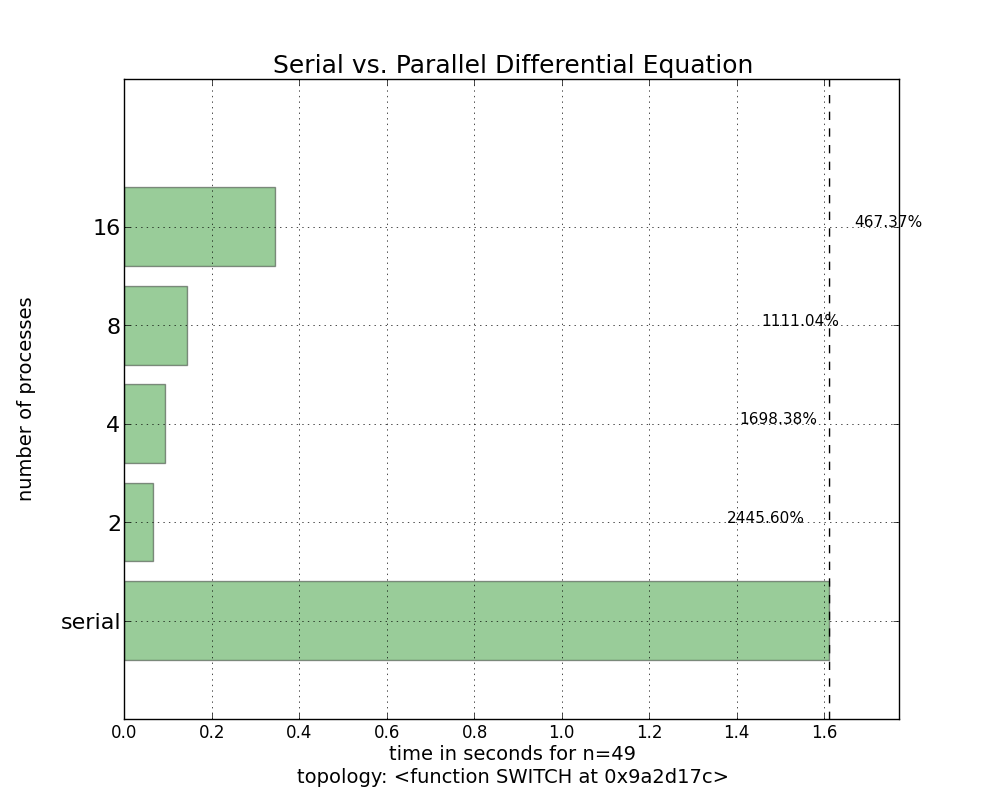 Serial vs. Parallel Differential Equation
number of processes
16
467.37%
8
1111.04%
4
1698.38%
2
2445.60%
serial
0.0 0.2 0.4 0.6 0.8 1.0 1.2 1.4 1.6
time in seconds for n=49
topology: <function SWITCH at 0x9a2d17c>